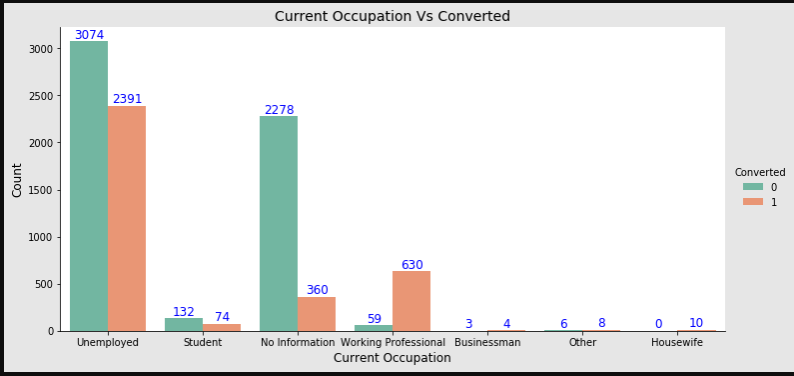 Current Occupation Vs Converted
3074
2391
132
74
2278
360
59
630
3
4
6
8
0
10
3000
2500
2000
1500
1000
500
0
Count
Unemployed
Student
No Information
Working Professional
Businessman
Other
Housewife
Current Occupation
Converted
0
1